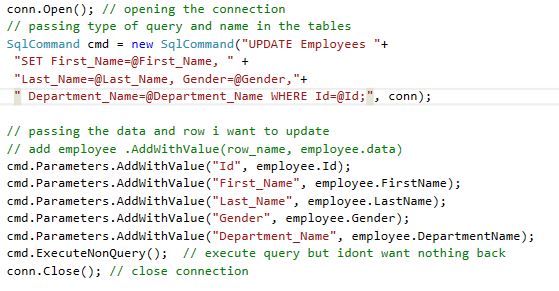 conn.Open(); // opening the connection
// passing type of query and name in the tables
SqlCommand cmd = new SqlCommand("UPDATE Employees "+
"SET First_Name=@First_Name, " +
"Last_Name=@Last_Name, Gender=@Gender,"+
" Department_Name=@Department_Name WHERE Id=@Id;", conn);
// passing the data and row i want to update
// add employee .AddWithValue(row_name, employee.data)
cmd.Parameters.AddWithValue("Id", employee.Id);
cmd.Parameters.AddWithValue("First_Name", employee.FirstName);
cmd.Parameters.AddWithValue("Last_Name", employee.LastName);
cmd.Parameters.AddWithValue("Gender", employee.Gender);
cmd.Parameters.AddWithValue("Department_Name", employee.DepartmentName);
cmd.ExecuteNonQuery();  // execute query but idont want nothing back
conn.Close(); // close connection